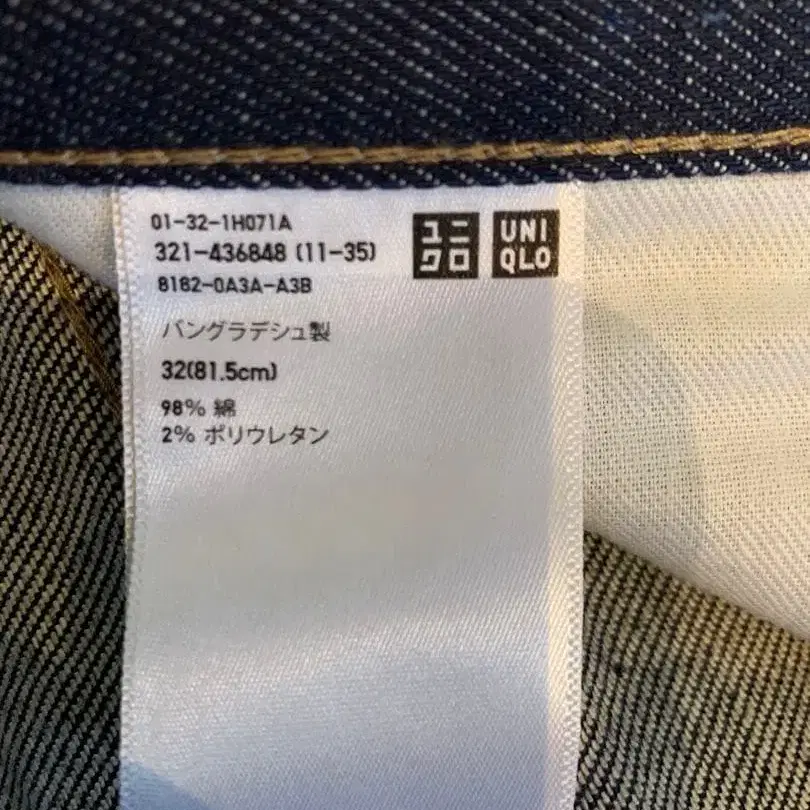 01-32-1H071A
321-436848 (11-35)
8182-0A3A-A3B
ユニ
クロ
UNI
QLO
バングラデシュ製
32(81.5cm)
98% 綿
2% ポリウレタン